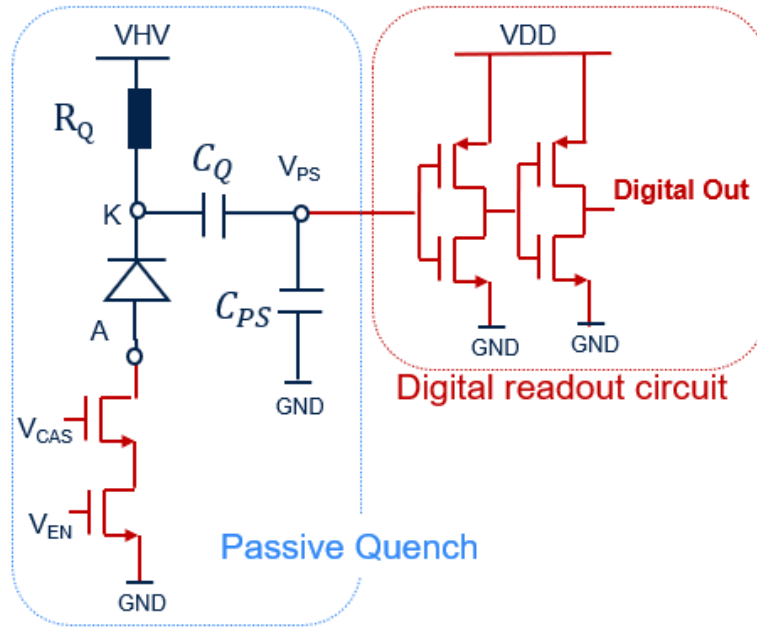 VHV
VDD
R_Q
C_Q
V_PS
K
Digital Out
C_PS
A
GND
GND
GND
V_CAS
Digital readout circuit
V_EN
Passive Quench
GND